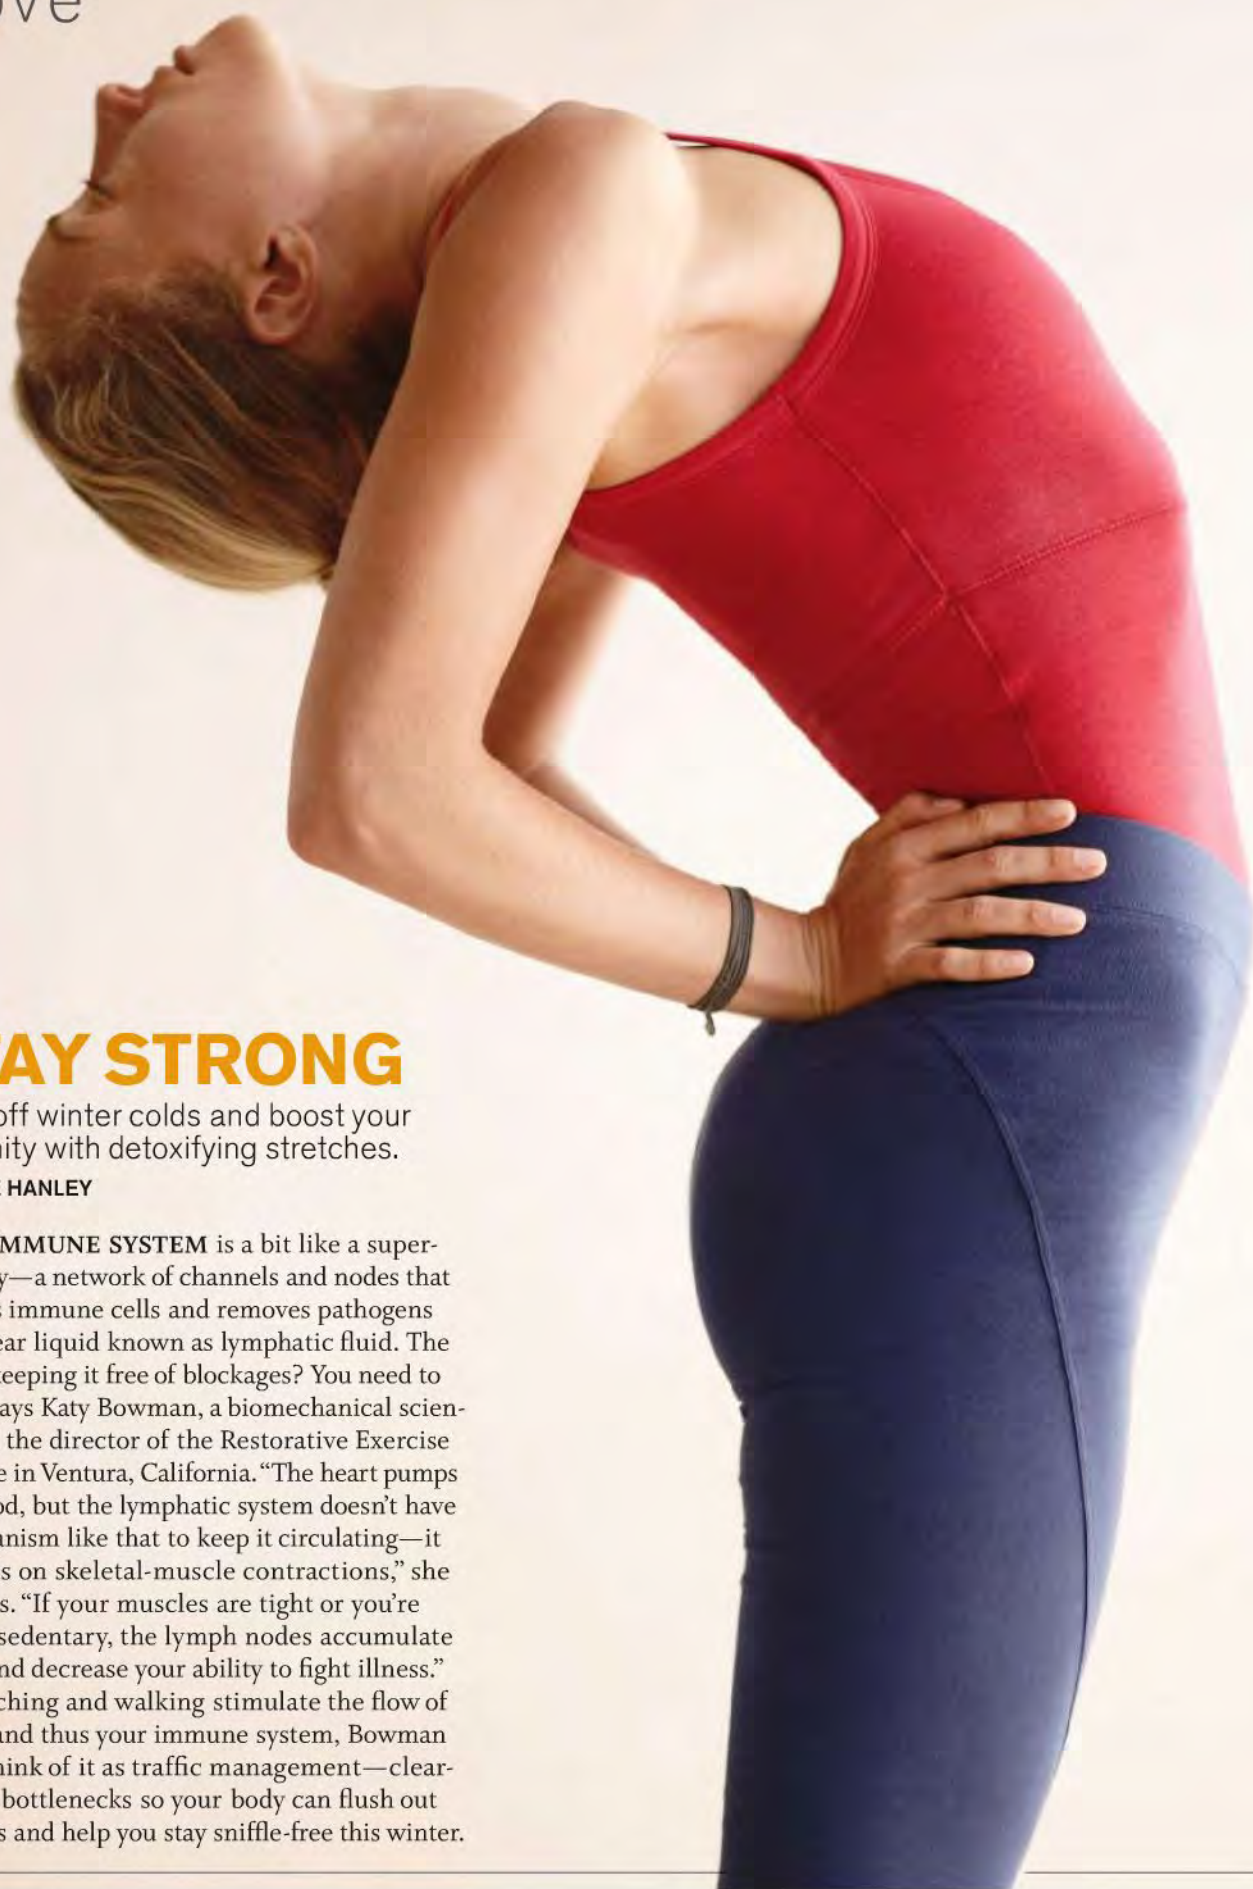 ove
TAY STRONG
off winter colds and boost your
nity with detoxifying stretches.
E HANLEY
MMUNE SYSTEM is a bit like a super-
y—a network of channels and nodes that
s immune cells and removes pathogens
ear liquid known as lymphatic fluid. The
keeping it free of blockages? You need to
ays Katy Bowman, a biomechanical scien-
the director of the Restorative Exercise
e in Ventura, California. “The heart pumps
od, but the lymphatic system doesn’t have
anism like that to keep it circulating—it
s on skeletal-muscle contractions,” she
s. “If your muscles are tight or you’re
sedentary, the lymph nodes accumulate
nd decrease your ability to fight illness.”
ching and walking stimulate the flow of
and thus your immune system, Bowman
hink of it as traffic management—clear-
bottlenecks so your body can flush out
s and help you stay sniffle-free this winter.